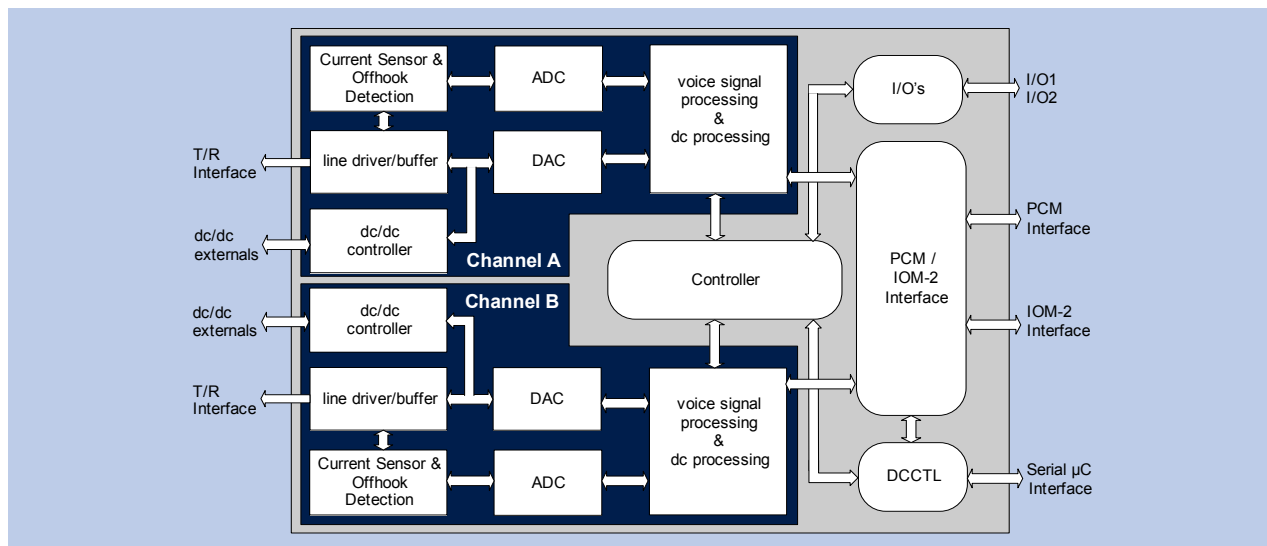 Current Sensor &
Offhook
Detection
ADC
voice signal
processing
&
dc processing
I/O's
I/O1
I/O2
T/R
Interface
line driver/buffer
DAC
dc/dc
externals
dc/dc
controller
Channel A
Controller
PCM /
IOM-2
Interface
PCM
Interface
Channel B
dc/dc
externals
dc/dc
controller
IOM-2
Interface
T/R
Interface
line driver/buffer
DAC
voice signal
processing
&
dc processing
Current Sensor &
Offhook
Detection
ADC
DCCTL
Serial µC
Interface